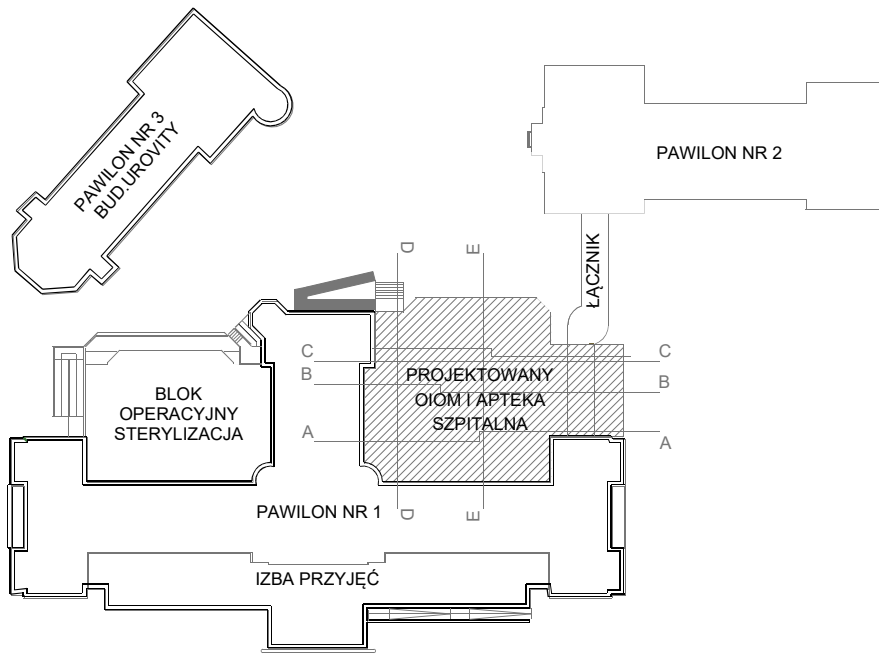 PAWILON NR 3
BUD.UROVITY
PAWILON NR 2
ŁĄCZNIK
D
E
C
C
B
B
PROJEKTOWANY
OIOM I APTEKA
SZPITALNA
BLOK
OPERACYJNY
STERYLIZACJA
A
A
PAWILON NR 1
D
E
IZBA PRZYJĘĆ